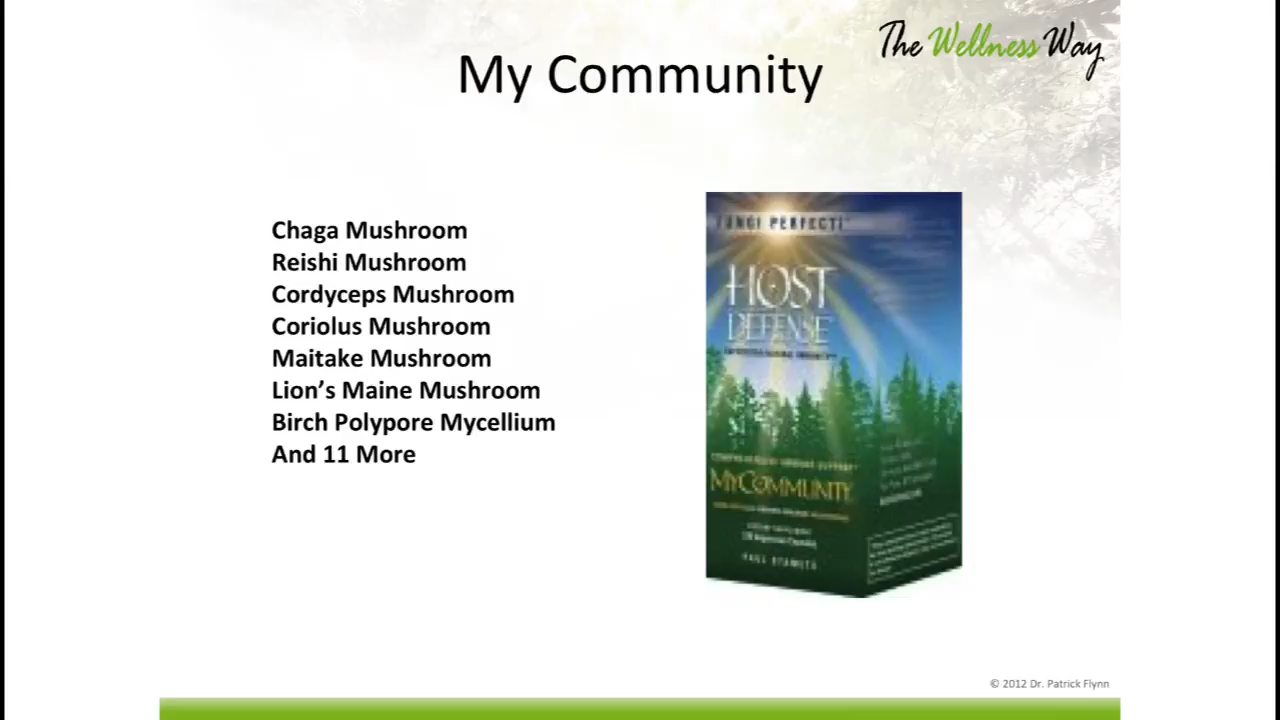 The Wellness Way
My Community
Chaga Mushroom
Reishi Mushroom
Cordyceps Mushroom
Coriolus Mushroom
Maitake Mushroom
Lion's Maine Mushroom
Birch Polypore Mycellium
And 11 More
FUNGI PERFECTI
HOST
DEFENSE
MYCOMMUNITY
PAUL STAMETS
© 2012 Dr. Patrick Flynn